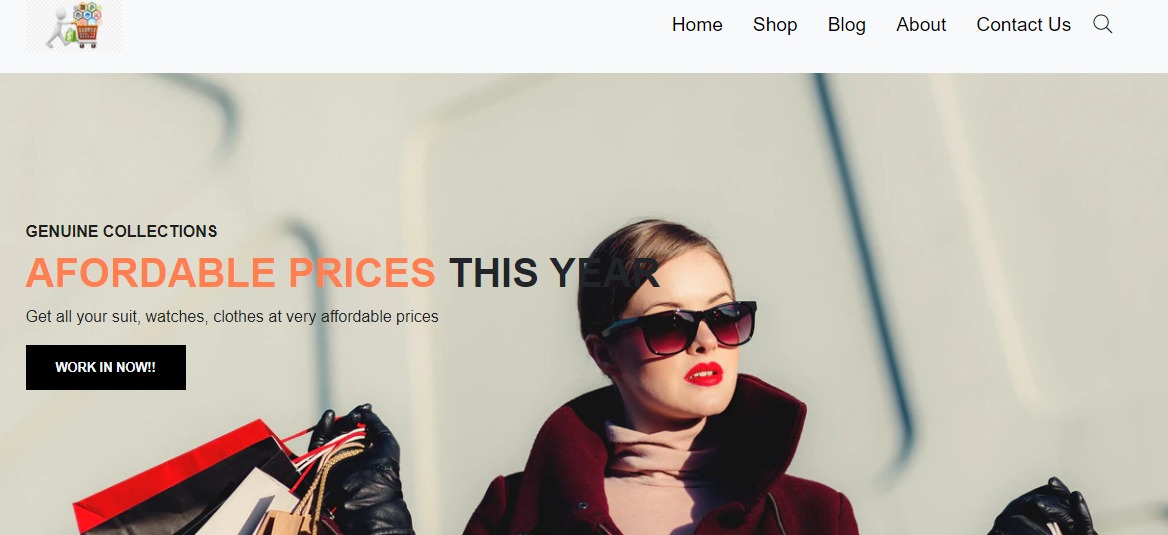 Home Shop Blog About Contact Us
GENUINE COLLECTIONS
AFORDABLE PRICES THIS YEAR
Get all your suit, watches, clothes at very affordable prices
WORK IN NOW!!